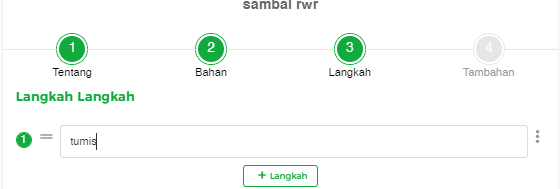 sambal rwr
1 2 3 4
Tentang Bahan Langkah Tambahan
Langkah Langkah
1 tumis
+ Langkah